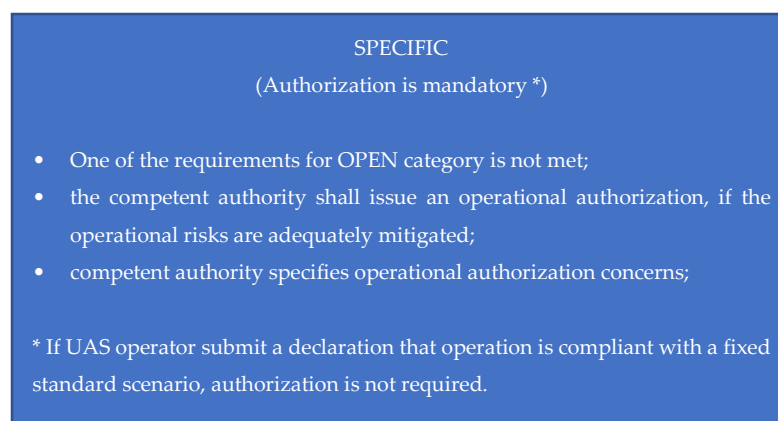 SPECIFIC
(Authorization is mandatory *)
• One of the requirements for OPEN category is not met;
• the competent authority shall issue an operational authorization, if the
operational risks are adequately mitigated;
• competent authority specifies operational authorization concerns;
* If UAS operator submit a declaration that operation is compliant with a fixed
standard scenario, authorization is not required.